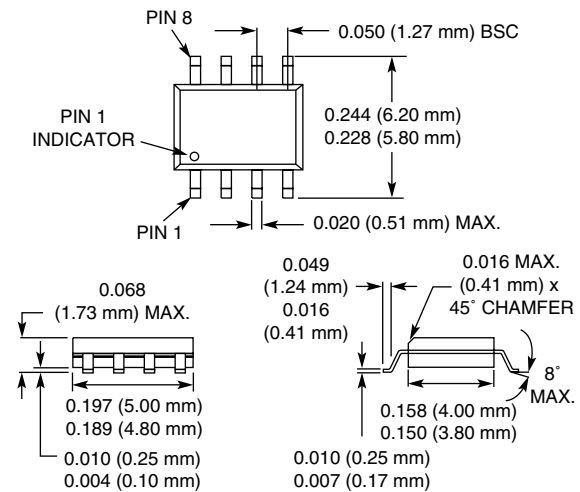 PIN 8
0.050 (1.27 mm) BSC
PIN 1
INDICATOR
0.244 (6.20 mm)
0.228 (5.80 mm)
PIN 1
0.020 (0.51 mm) MAX.
0.068
(1.73 mm) MAX.
0.197 (5.00 mm)
0.189 (4.80 mm)
0.010 (0.25 mm)
0.004 (0.10 mm)
0.049
(1.24 mm)
0.016
(0.41 mm)
0.016 MAX.
(0.41 mm) x
45° CHAMFER
8°
MAX.
0.158 (4.00 mm)
0.150 (3.80 mm)
0.010 (0.25 mm)
0.007 (0.17 mm)